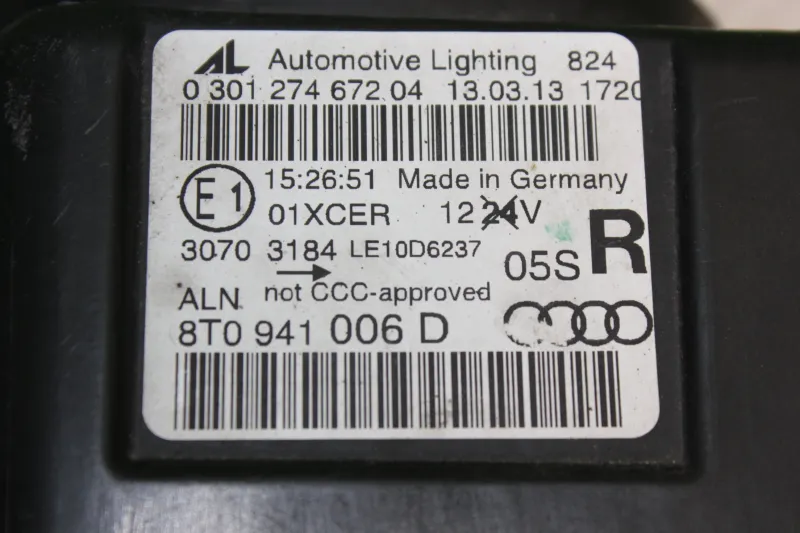 AL Automotive Lighting 824
0 301 274 672 04 13.03.13 1720
E1 15:26:51 Made in Germany
01XCER 12 24V
3070 3184 LE10D6237 05S R
ALN not CCC-approved
8T0 941 006 D